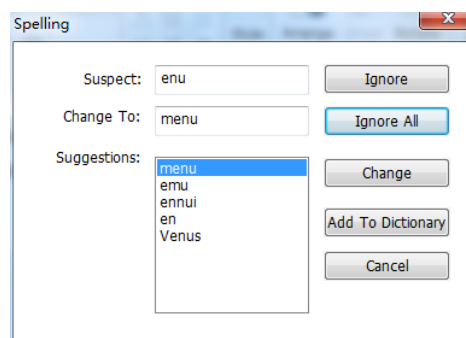 Spelling
Suspect: enu Ignore
Change To: menu Ignore All
Suggestions: menu Change
emu
ennui
en Add To Dictionary
Venus
Cancel